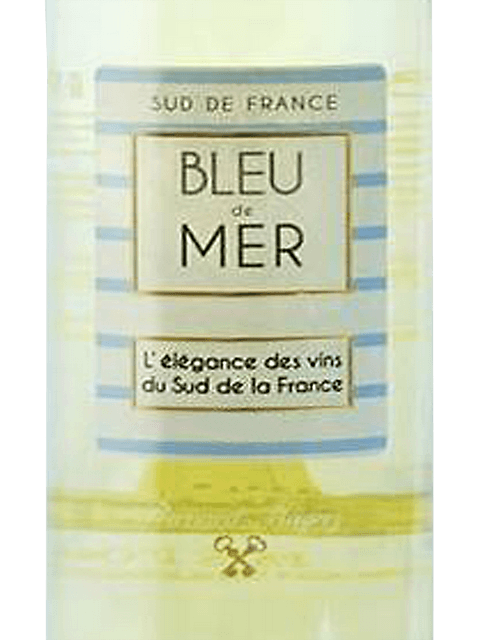 SUD DE FRANCE
BLEU
de
MER
L'élégance des vins
du Sud de la France